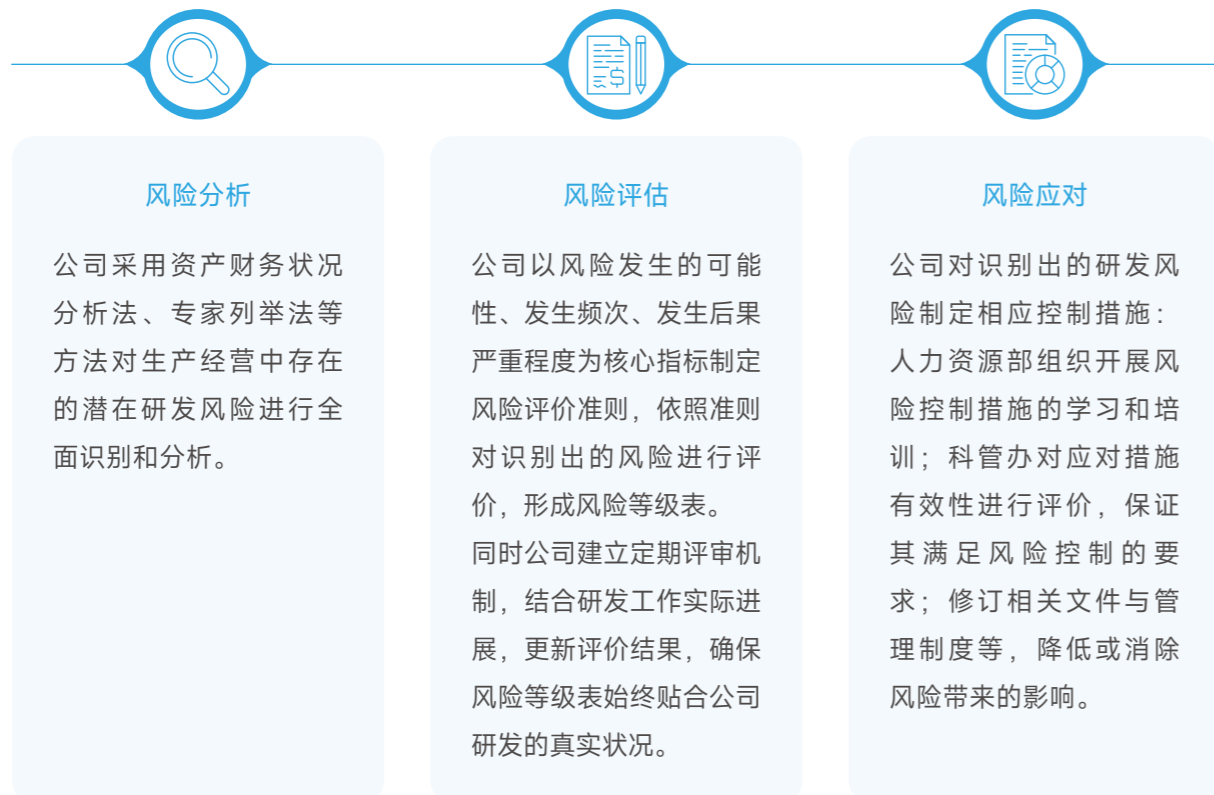 风险分析
公司采用资产财务状况
分析法、专家列举法等
方法对生产经营中存在
的潜在研发风险进行全
面识别和分析。
风险评估
公司以风险发生的可能
性、发生频次、发生后果
严重程度为核心指标制定
风险评价准则，依照准则
对识别出的风险进行评
价，形成风险等级表。
同时公司建立定期评审机
制，结合研发工作实际进
展，更新评价结果，确保
风险等级表始终贴合公司
研发的真实状况。
风险应对
公司对识别出的研发风
险制定相应控制措施：
人力资源部组织开展风
险控制措施的学习和培
训；科管办对应对措施
有效性进行评价，保证
其满足风险控制的要
求；修订相关文件与管
理制度等，降低或消除
风险带来的影响。